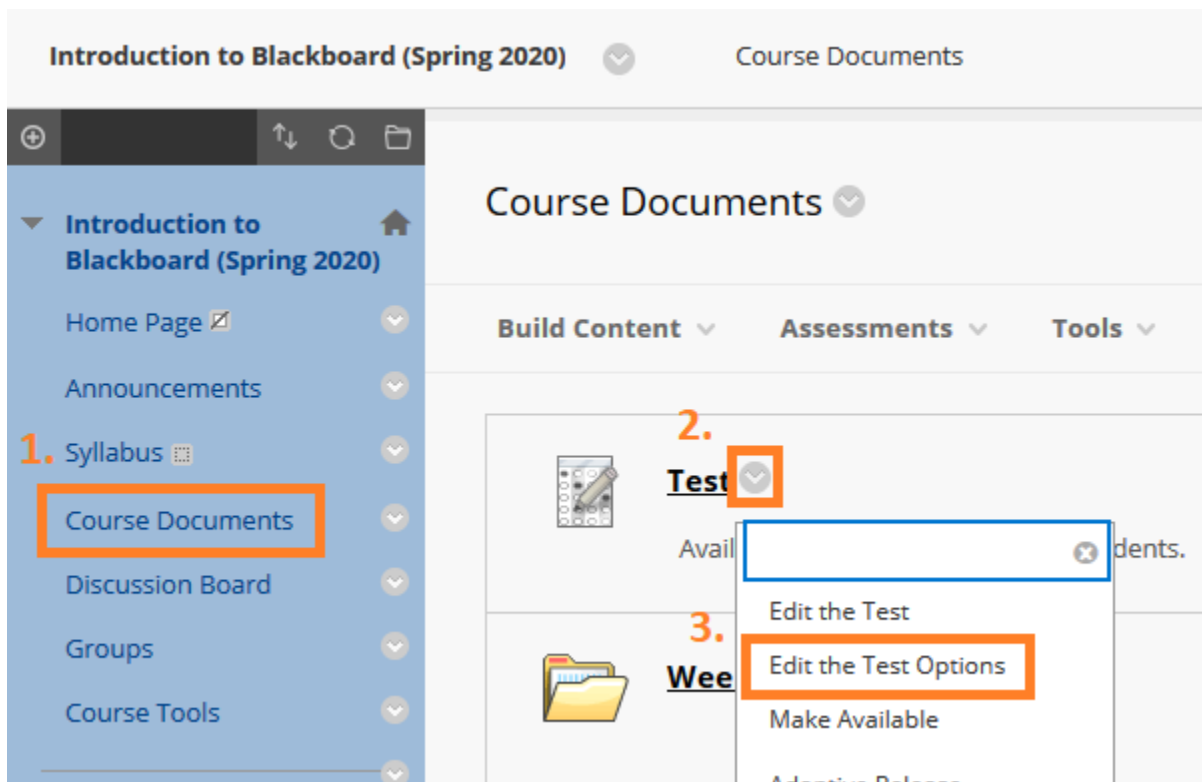 Introduction to Blackboard (Spring 2020)
Course Documents
Introduction to
Blackboard (Spring 2020)
Home Page
Announcements
1. Syllabus
Course Documents
Discussion Board
Groups
Course Tools
Course Documents
Build Content Assessments Tools
2.
Test
Avail dents.
Edit the Test
3.
Wee Edit the Test Options
Make Available
Adaptive Release